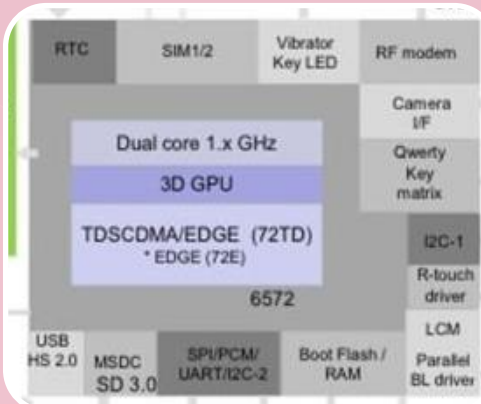 RTC
SIM1/2
Vibrator
Key LED
RF modem
Camera
I/F
Dual core 1.x GHz
Qwerty
Key
matrix
3D GPU
TDSCDMA/EDGE (72TD)
* EDGE (72E)
I2C-1
R-touch
driver
6572
USB
HS 2.0
MSDC
SD 3.0
SPI/PCM/
UART/I2C-2
Boot Flash /
RAM
LCM
Parallel
BL driver